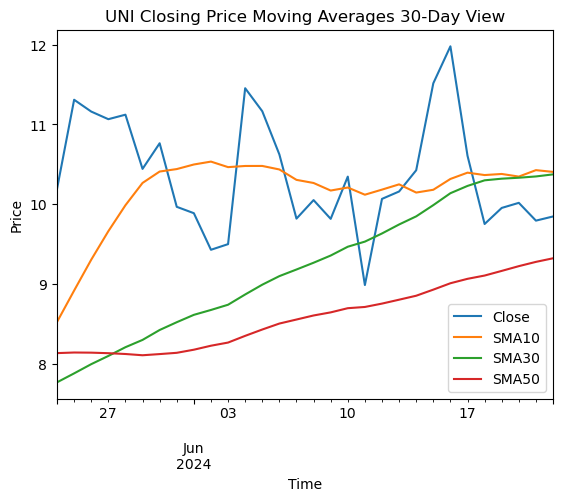 UNI Closing Price Moving Averages 30-Day View
12
11
10
9
8
Price
Close
SMA10
SMA30
SMA50
27
03
10
17
Jun
2024
Time